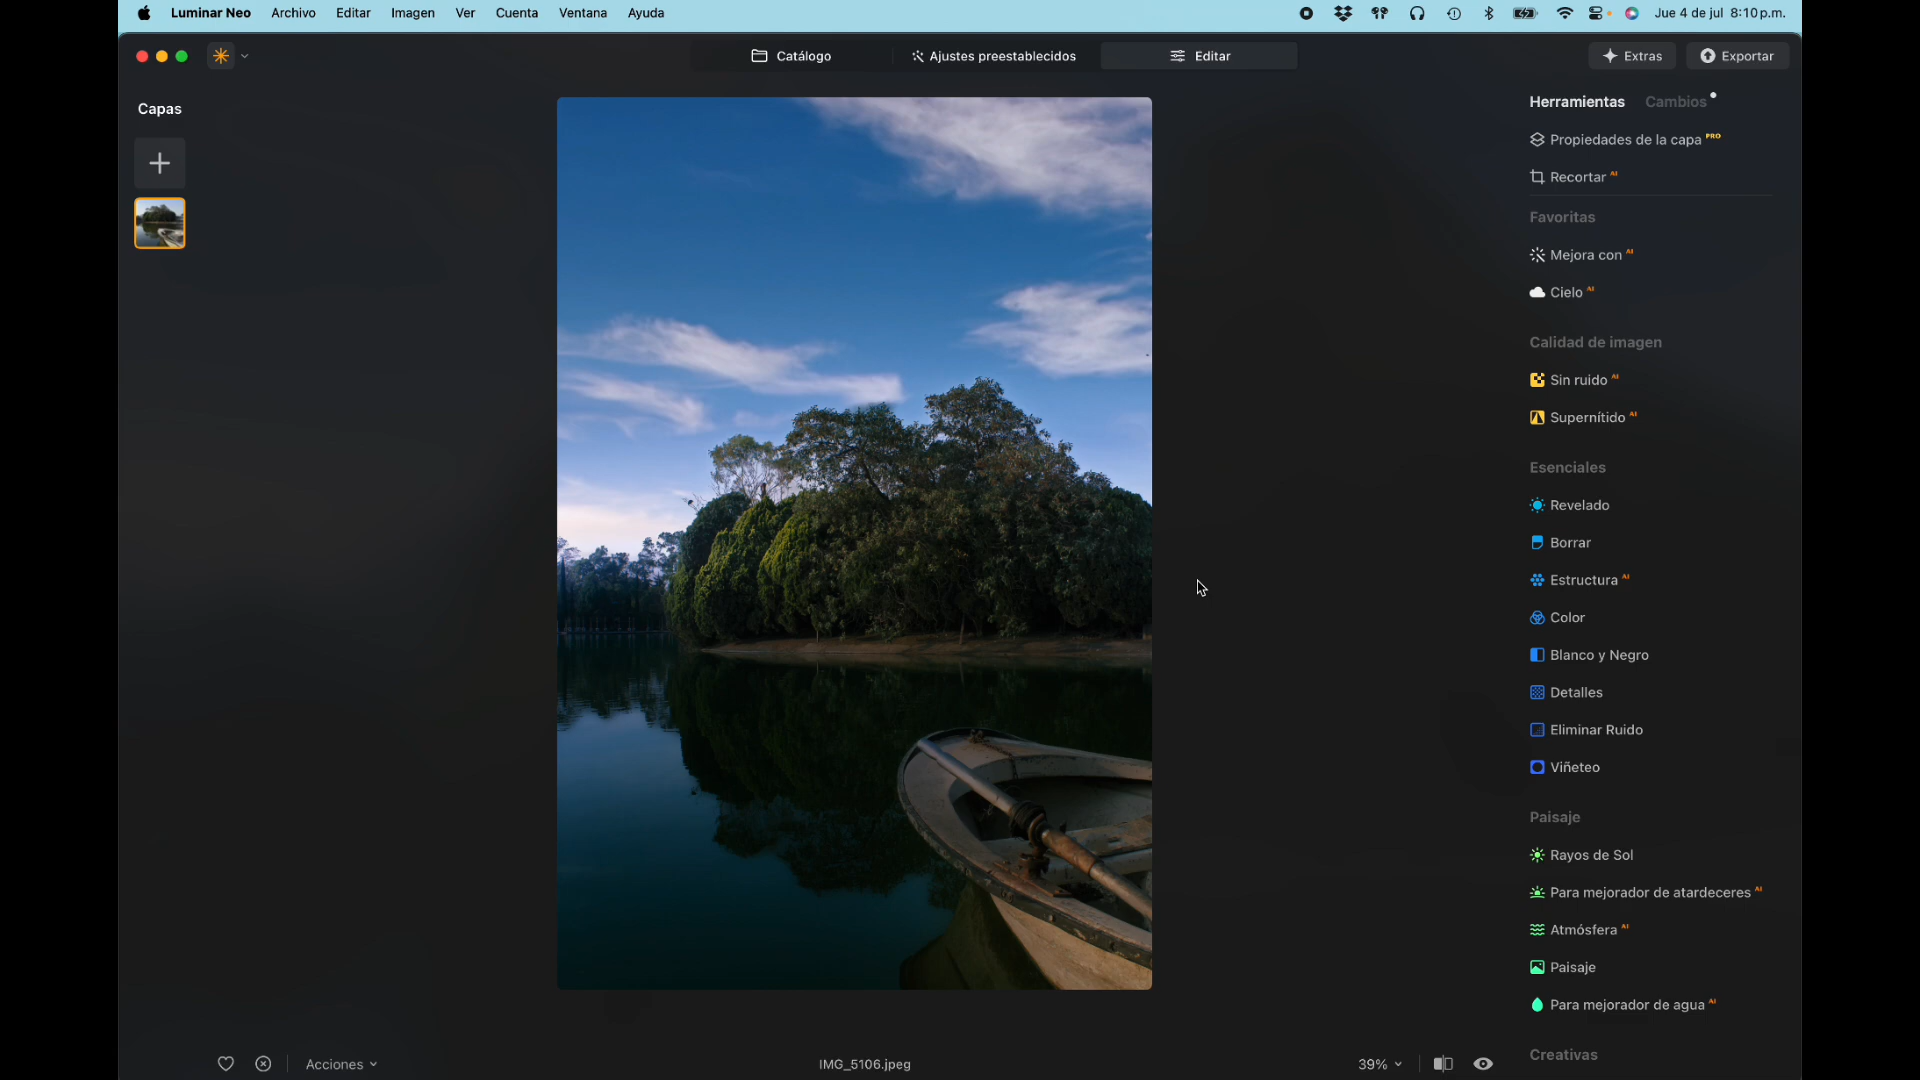 Luminar Neo Archivo Editar Imagen Ver Cuenta Ventana Ayuda Jue 4 de jul 8:10 p.m.
Catálogo Ajustes preestablecidos Editar Extras Exportar
Capas
Herramientas Cambios
Propiedades de la capa PRO
Recortar AI
Favoritas
Mejora con AI
Cielo AI
Calidad de imagen
Sin ruido AI
Supernítido AI
Esenciales
Revelado
Borrar
Estructura AI
Color
Blanco y Negro
Detalles
Eliminar Ruido
Viñeteo
Paisaje
Rayos de Sol
Para mejorador de atardeceres AI
Atmósfera AI
Paisaje
Para mejorador de agua AI
Creativas
Acciones IMG_5106.jpeg 39%